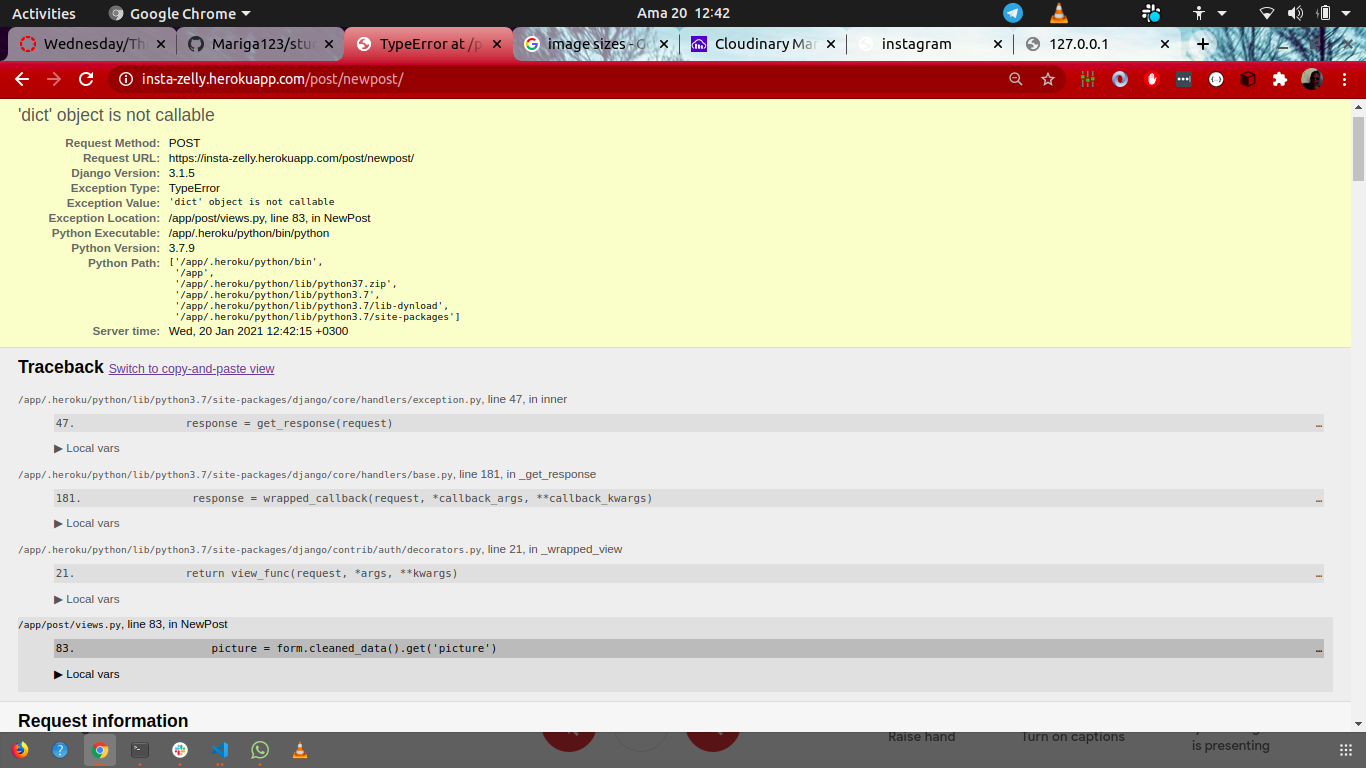 Activities Google Chrome Ama 20 12:42
Wednesday/Th Mariga123/stud TypeError at /p image sizes - Go Cloudinary Man instagram 127.0.0.1
insta-zelly.herokuapp.com/post/newpost/
'dict' object is not callable
Request Method: POST
Request URL: https://insta-zelly.herokuapp.com/post/newpost/
Django Version: 3.1.5
Exception Type: TypeError
Exception Value: 'dict' object is not callable
Exception Location: /app/post/views.py, line 83, in NewPost
Python Executable: /app/.heroku/python/bin/python
Python Version: 3.7.9
Python Path: ['/app/.heroku/python/bin',
'/app',
'/app/.heroku/python/lib/python37.zip',
'/app/.heroku/python/lib/python3.7',
'/app/.heroku/python/lib/python3.7/lib-dynload',
'/app/.heroku/python/lib/python3.7/site-packages']
Server time: Wed, 20 Jan 2021 12:42:15 +0300
Traceback Switch to copy-and-paste view
/app/.heroku/python/lib/python3.7/site-packages/django/core/handlers/exception.py, line 47, in inner
47. response = get_response(request) …
▶ Local vars
/app/.heroku/python/lib/python3.7/site-packages/django/core/handlers/base.py, line 181, in _get_response
181. response = wrapped_callback(request, *callback_args, **callback_kwargs) …
▶ Local vars
/app/.heroku/python/lib/python3.7/site-packages/django/contrib/auth/decorators.py, line 21, in _wrapped_view
21. return view_func(request, *args, **kwargs) …
▶ Local vars
/app/post/views.py, line 83, in NewPost
83. picture = form.cleaned_data().get('picture') …
▶ Local vars
Request information
Raise hand Turn on captions
is presenting